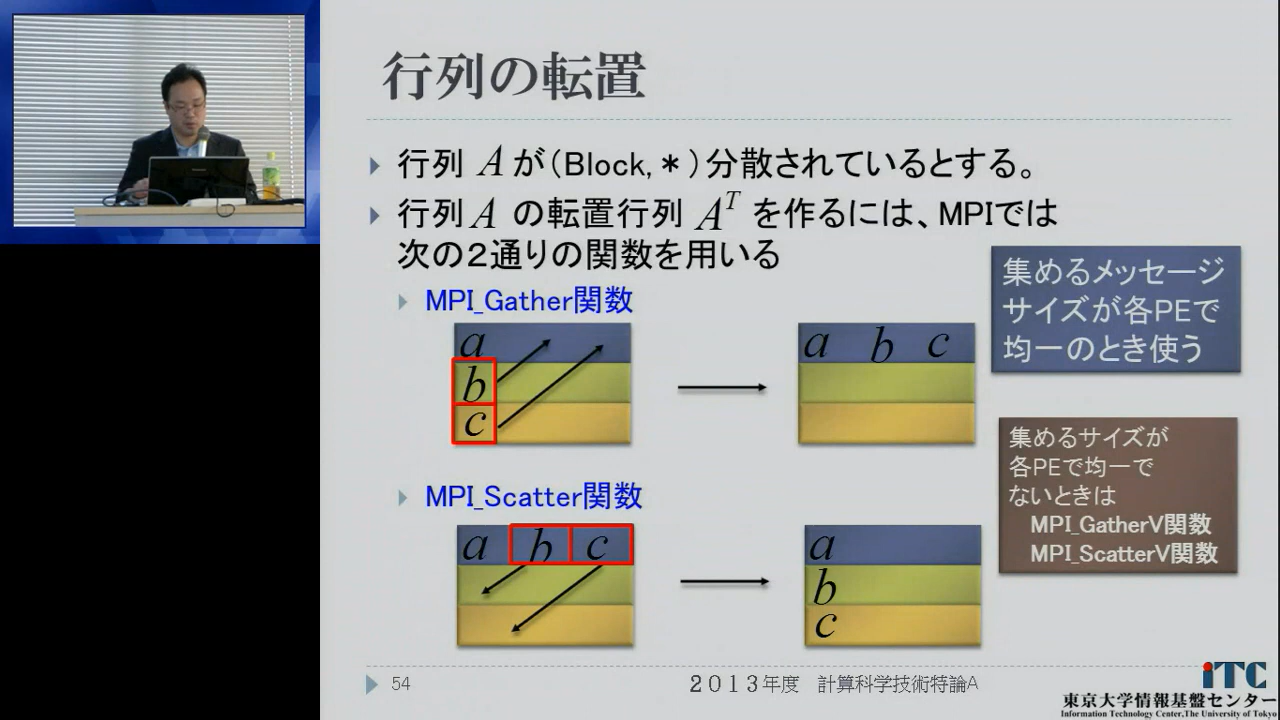 行列の転置
行列 A が（Block, ＊）分散されているとする。
行列 A の転置行列 A^T を作るには、MPIでは
次の２通りの関数を用いる
MPI_Gather関数
a
b
c
a b c
集めるメッセージ
サイズが各PEで
均一のとき使う
MPI_Scatter関数
a b c
a
b
c
集めるサイズが
各PEで均一で
ないときは
MPI_GatherV関数
MPI_ScatterV関数
54
２０１３年度 計算科学技術特論A
iTC
東京大学情報基盤センター
Information Technology Center,The University of Tokyo